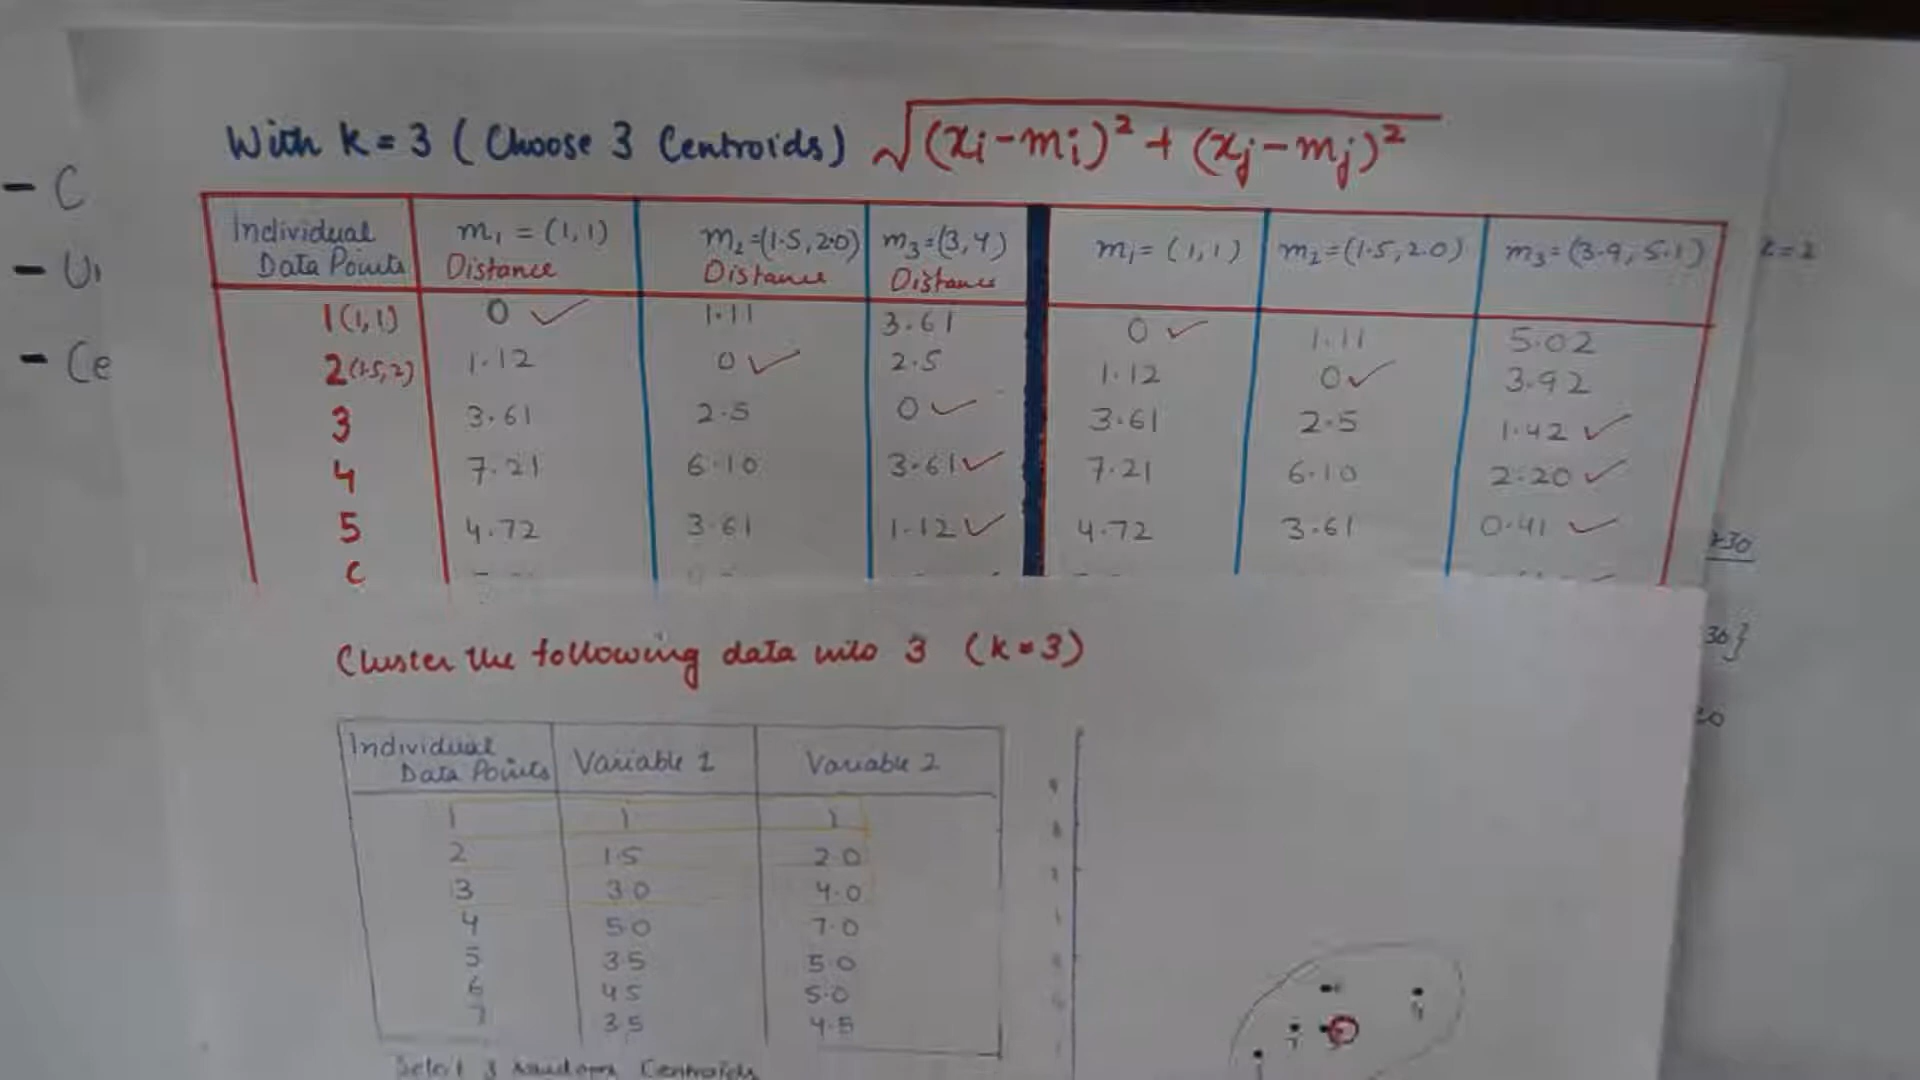 With K = 3 ( Choose 3 Centroids) √(xi-mi)² + (xj-mj)²
Individual Data Points m₁ = (1,1) Distance m₂=(1.5,2.0) Distance m₃=(3,4) Distance m₁= (1,1) m₂=(1.5,2.0) m₃=(3.9,5.1)
1(1,1) 0 ✓ 1.11 3.61 0 ✓ 1.11 5.02
2(1.5,2) 1.12 0 ✓ 2.5 1.12 0 ✓ 3.92
3 3.61 2.5 0 ✓ 3.61 2.5 1.42 ✓
4 7.21 6.10 3.61 ✓ 7.21 6.10 2.20 ✓
5 4.72 3.61 1.12 ✓ 4.72 3.61 0.41 ✓
- C
- Ce
30}
Cluster the following data into 3 (k=3)
Individual Data Points Variable 1 Variable 2
1 1 1
2 1.5 2.0
3 3.0 4.0
4 5.0 7.0
5 3.5 5.0
6 4.5 5.0
7 3.5 4.5
Select 3 random Centroids